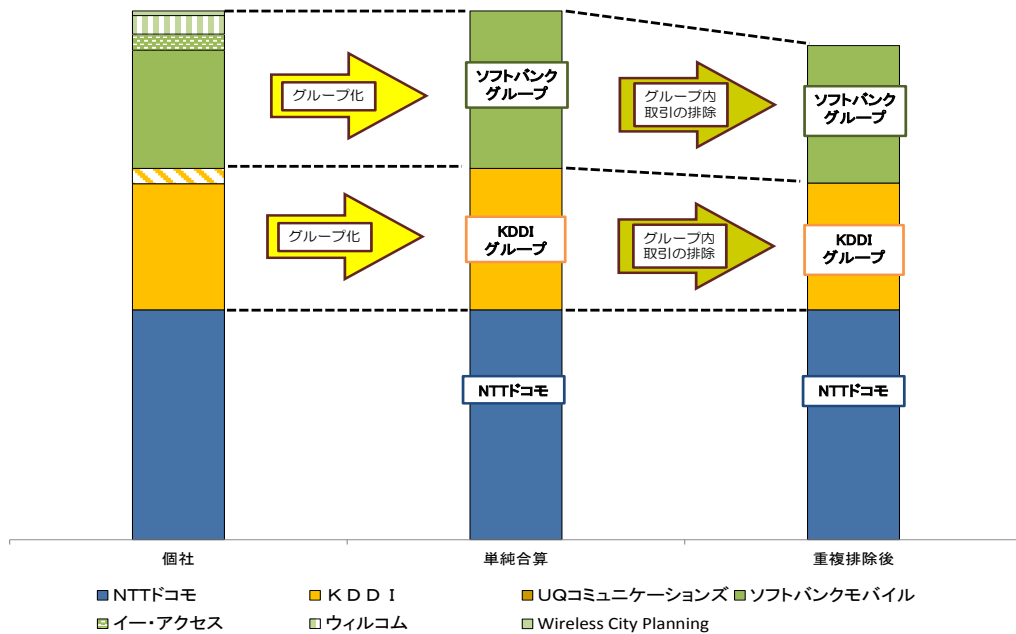 グループ化
ソフトバンク
グループ
グループ内
取引の排除
ソフトバンク
グループ
グループ化
KDDI
グループ
グループ内
取引の排除
KDDI
グループ
NTTドコモ
NTTドコモ
個社
単純合算
重複排除後
NTTドコモ
ＫＤＤＩ
UQコミュニケーションズ
ソフトバンクモバイル
イー・アクセス
ウィルコム
Wireless City Planning